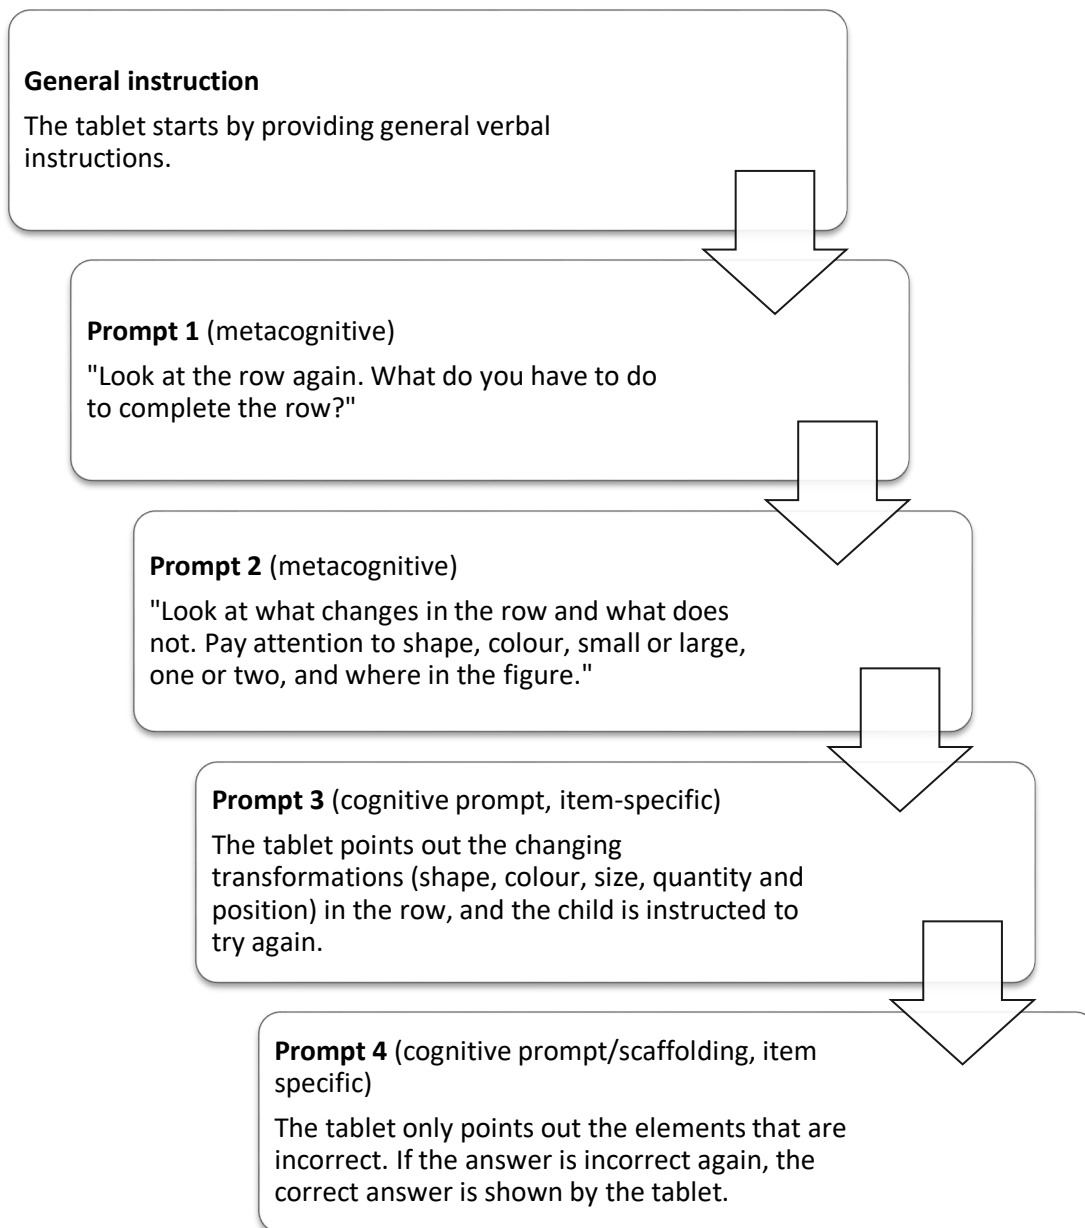 General instruction
The tablet starts by providing general verbal
instructions.
Prompt 1 (metacognitive)
"Look at the row again. What do you have to do
to complete the row?"
Prompt 2 (metacognitive)
"Look at what changes in the row and what does
not. Pay attention to shape, colour, small or large,
one or two, and where in the figure."
Prompt 3 (cognitive prompt, item-specific)
The tablet points out the changing
transformations (shape, colour, size, quantity and
position) in the row, and the child is instructed to
try again.
Prompt 4 (cognitive prompt/scaffolding, item
specific)
The tablet only points out the elements that are
incorrect. If the answer is incorrect again, the
correct answer is shown by the tablet.